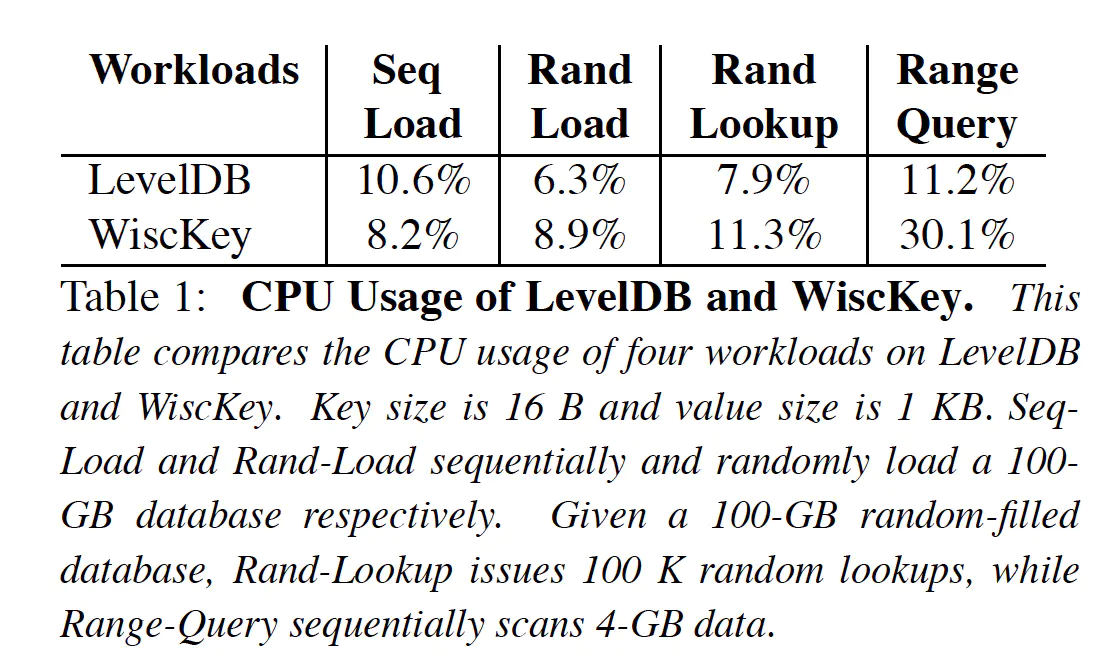 Workloads Seq Load Rand Load Rand Lookup Range Query
LevelDB 10.6% 6.3% 7.9% 11.2%
WiscKey 8.2% 8.9% 11.3% 30.1%
Table 1: CPU Usage of LevelDB and WiscKey. This
table compares the CPU usage of four workloads on LevelDB
and WiscKey. Key size is 16 B and value size is 1 KB. Seq-
Load and Rand-Load sequentially and randomly load a 100-
GB database respectively. Given a 100-GB random-filled
database, Rand-Lookup issues 100 K random lookups, while
Range-Query sequentially scans 4-GB data.